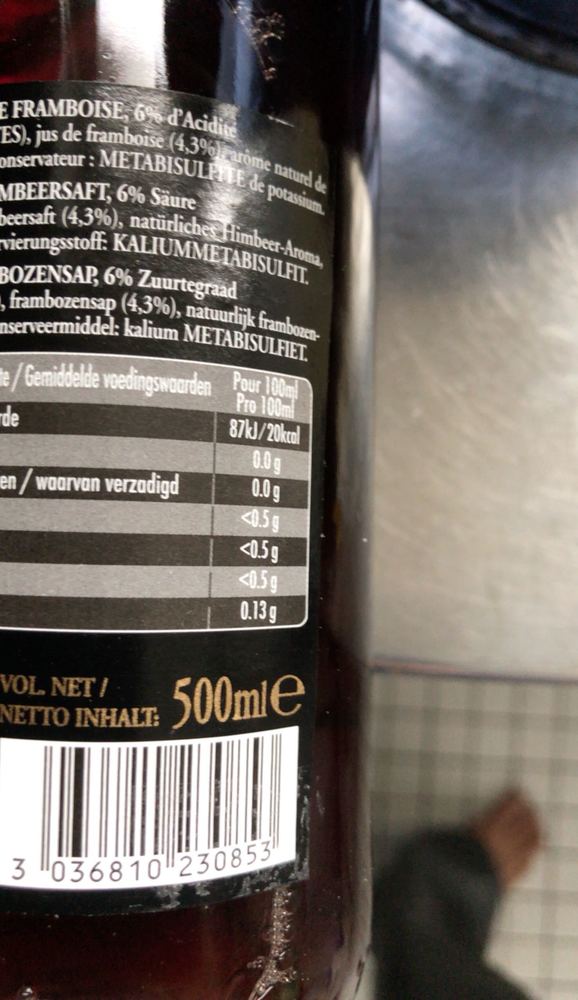 E FRAMBOISE, 6% d'Acidité
TES), jus de framboise (4,3%), arôme naturel de
onservateur : METABISULFITE de potassium.
MBEERSAFT, 6% Säure
beersaft (4,3%), natürliches Himbeer-Aroma,
rvierungsstoff: KALIUMMETABISULFIT.
BOZENSAP, 6% Zuurtegraad
), frambozensap (4,3%), natuurlijk frambozen-
nserveermiddel: kalium METABISULFIET.
te / Gemiddelde voedingswaarden Pour 100ml
Pro 100ml
rde 87kJ/20kcal
0.0 g
en / waarvan verzadigd 0.0 g
<0.5 g
<0.5 g
<0.5 g
0.13 g
VOL. NET /
NETTO INHALT: 500ml e
3 036810 230853